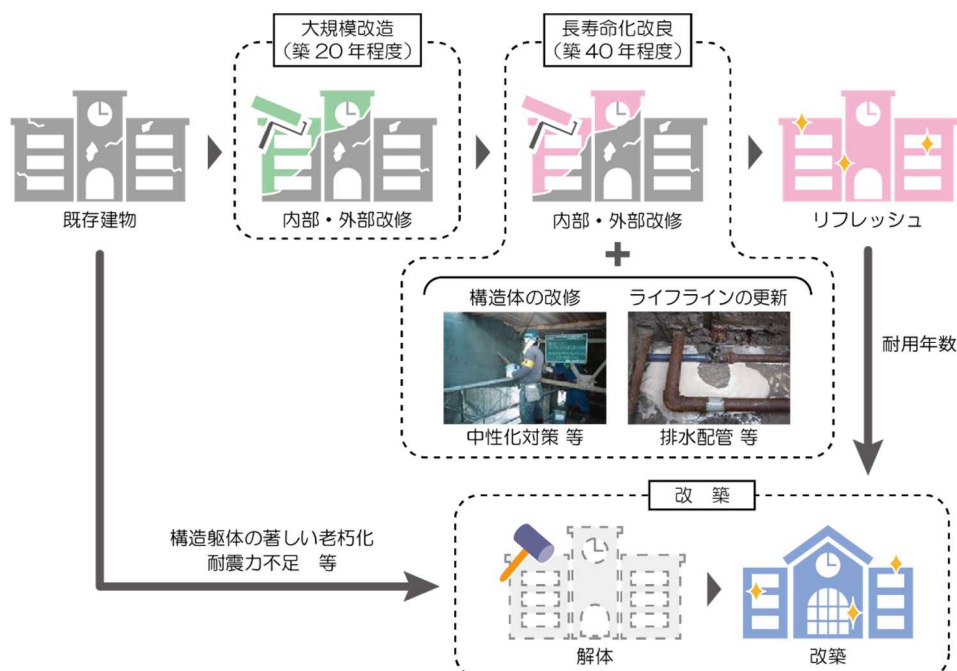 大規模改造
（築20年程度）
長寿命化改良
（築40年程度）
既存建物
内部・外部改修
内部・外部改修
リフレッシュ
＋
構造体の改修
ライフラインの更新
中性化対策 等
排水配管 等
耐用年数
改　築
構造躯体の著しい老朽化
耐震力不足　等
解体
改築